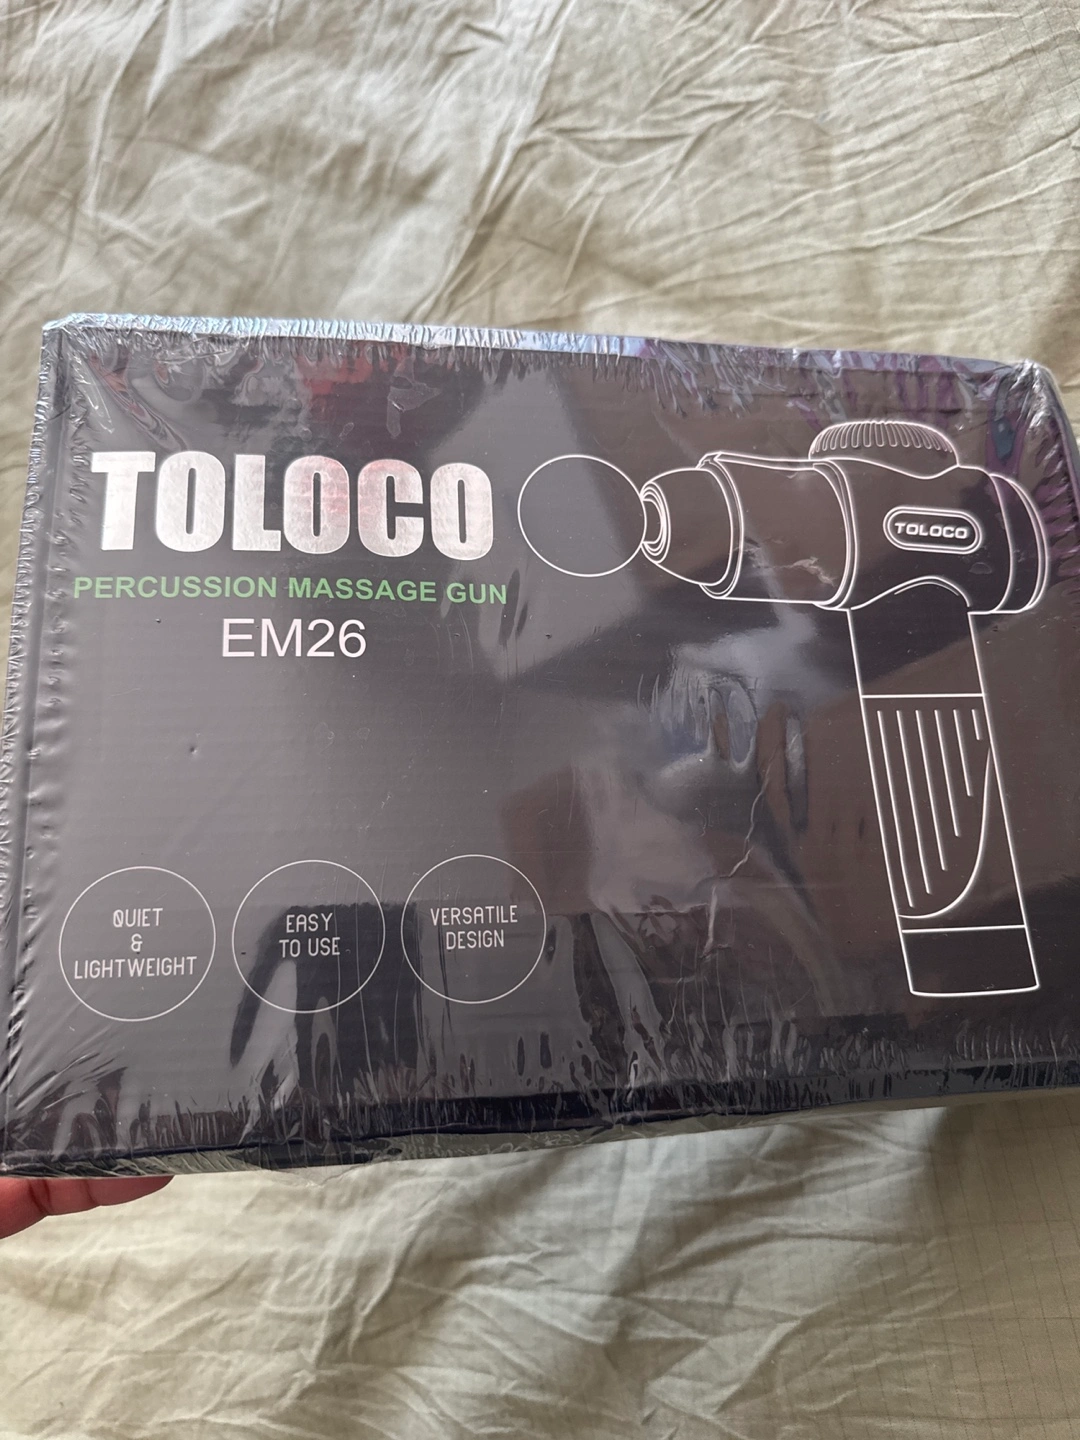 TOLOCO
PERCUSSION MASSAGE GUN
EM26
TOLOCO
QUIET
&
LIGHTWEIGHT
EASY
TO USE
VERSATILE
DESIGN